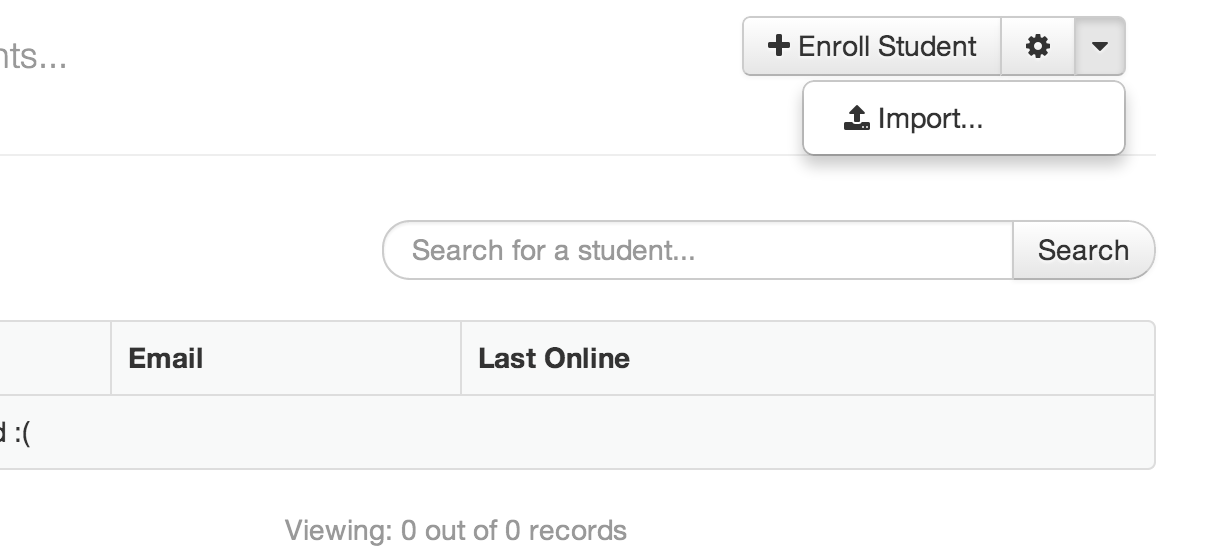 nts...
Enroll Student
Import...
Search for a student...
Search
Email
Last Online
d :(
Viewing: 0 out of 0 records